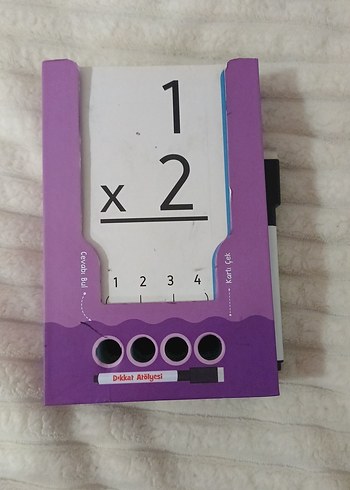 1
x 2
1 2 3 4
Cevabı Bul
Kartı Çek
Dikkat Atölyesi